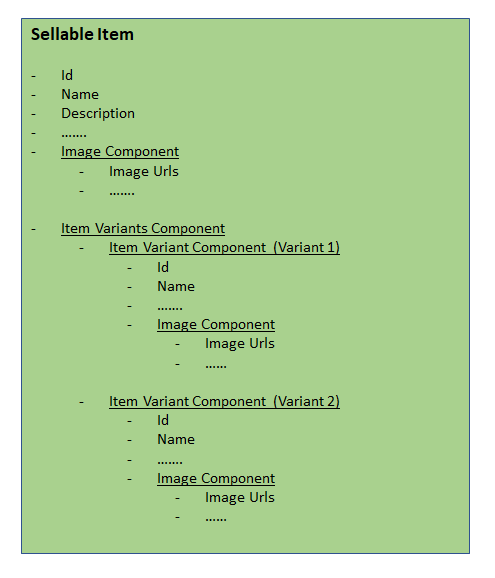 Sellable Item
- Id
- Name
- Description
- .......
- Image Component
- Image Urls
- .......
- Item Variants Component
- Item Variant Component (Variant 1)
- Id
- Name
- .......
- Image Component
- Image Urls
- ......
- Item Variant Component (Variant 2)
- Id
- Name
- .......
- Image Component
- Image Urls
- ......